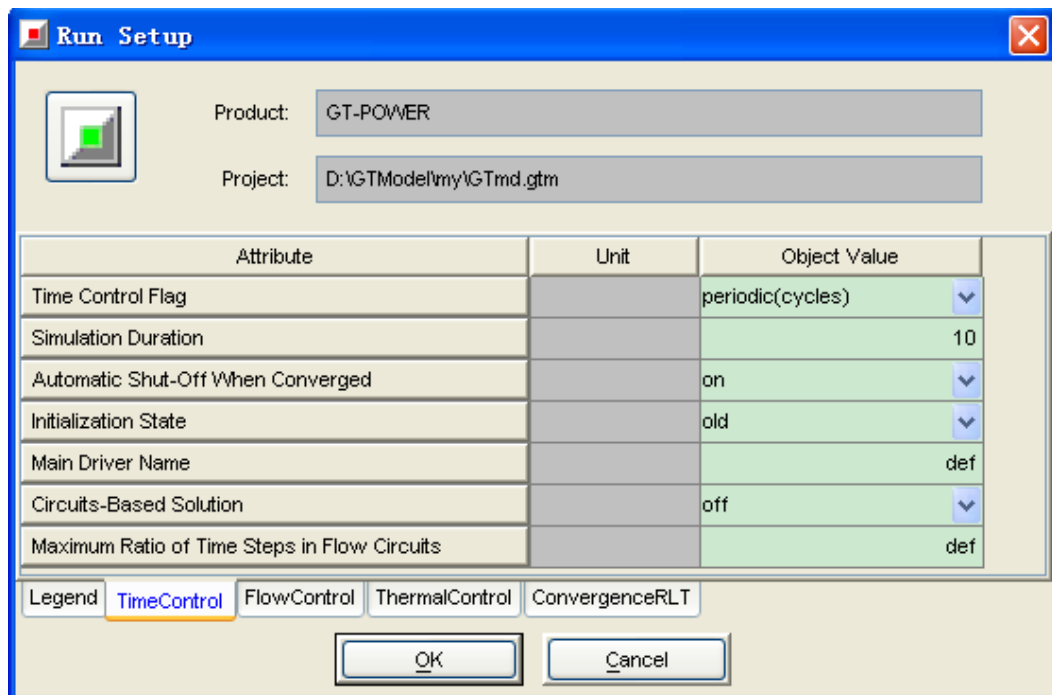 Run Setup
Product: GT-POWER
Project: D:\GTModel\my\GTmd.gtm
Attribute Unit Object Value
Time Control Flag periodic(cycles)
Simulation Duration 10
Automatic Shut-Off When Converged on
Initialization State old
Main Driver Name def
Circuits-Based Solution off
Maximum Ratio of Time Steps in Flow Circuits def
Legend TimeControl FlowControl ThermalControl ConvergenceRLT
OK Cancel